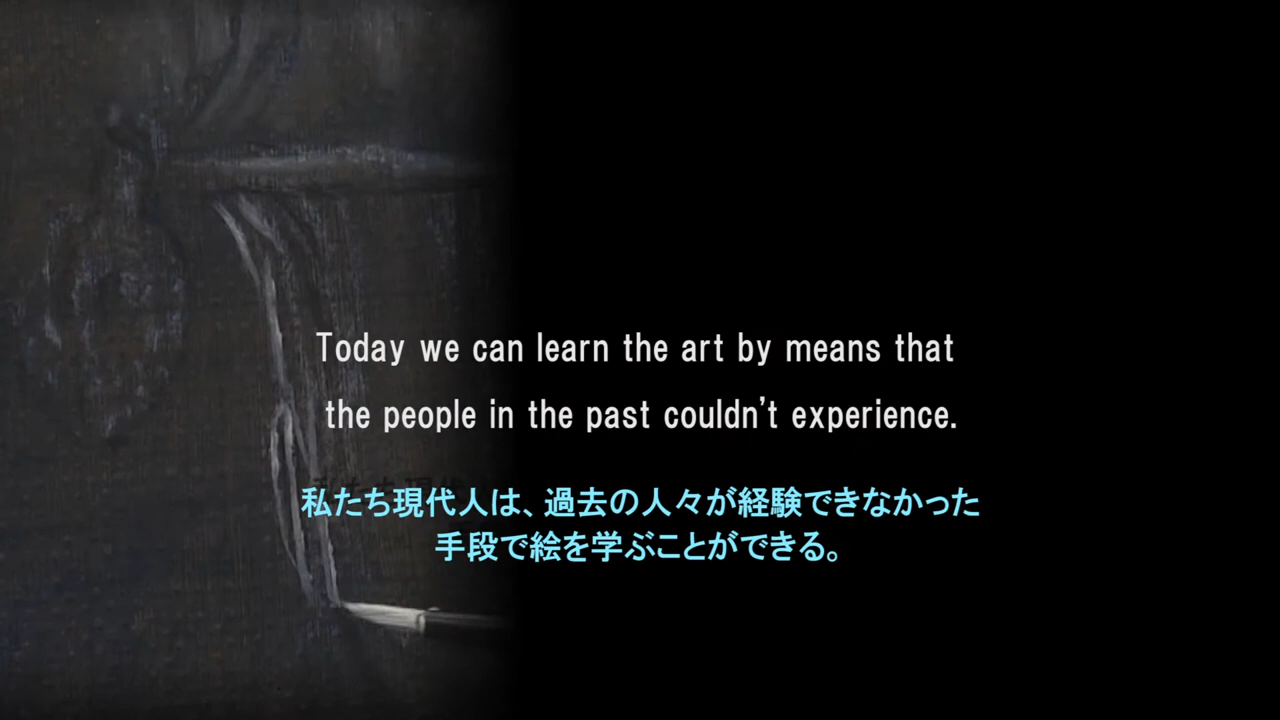 Today we can learn the art by means that
the people in the past couldn't experience.
私たち現代人は、過去の人々が経験できなかった
手段で絵を学ぶことができる。